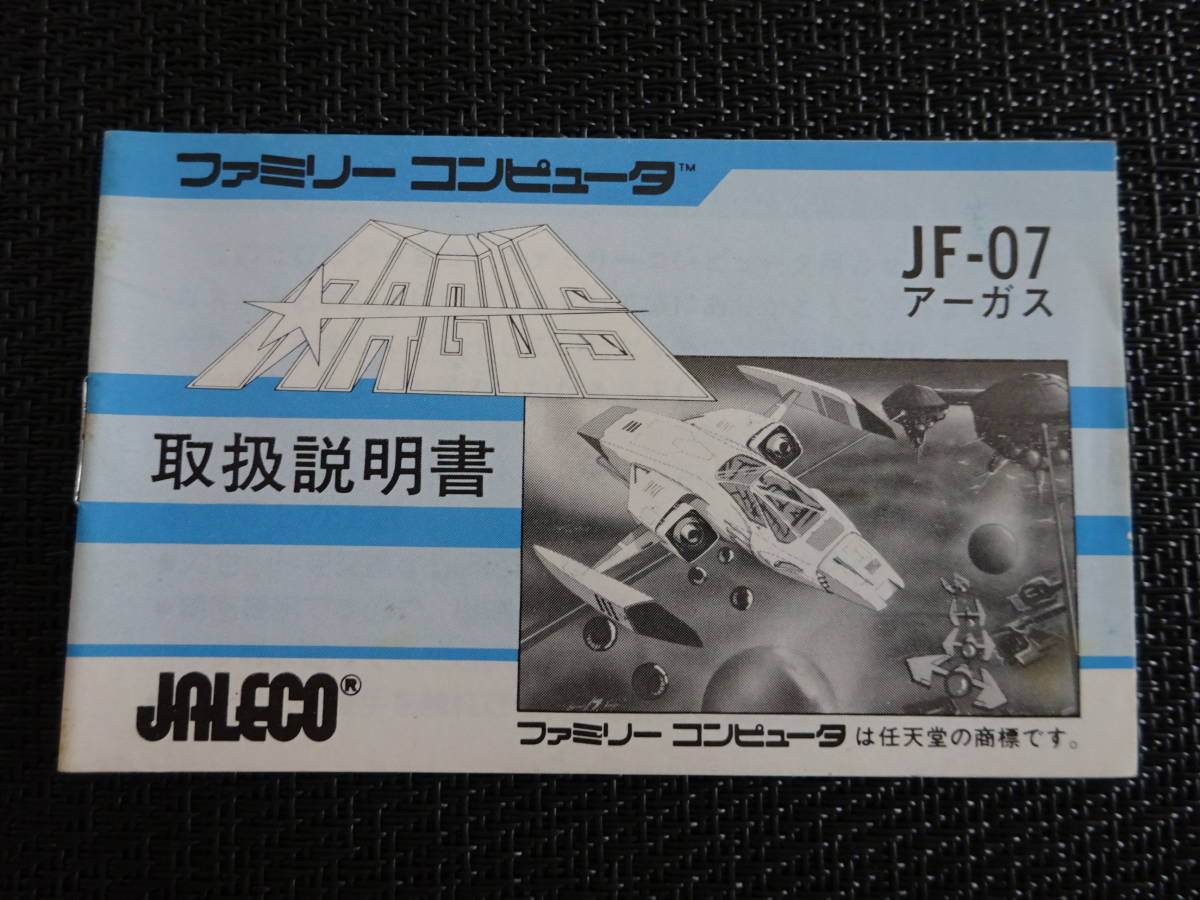 ファミリー コンピュータ™
ARGUS
JF-07
アーガス
取扱説明書
JALECO®
ファミリー コンピュータ は任天堂の商標です。